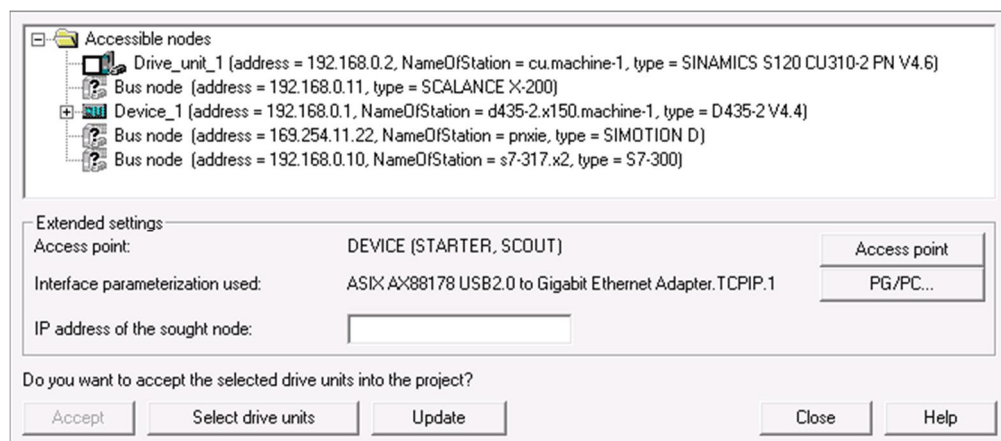 Accessible nodes
Drive_unit_1 (address = 192.168.0.2, NameOfStation = cu.machine-1, type = SINAMICS S120 CU310-2 PN V4.6)
Bus node (address = 192.168.0.11, type = SCALANCE X-200)
Device_1 (address = 192.168.0.1, NameOfStation = d435-2.x150.machine-1, type = D435-2 V4.4)
Bus node (address = 169.254.11.22, NameOfStation = pnxie, type = SIMOTION D)
Bus node (address = 192.168.0.10, NameOfStation = s7-317.x2, type = S7-300)
Extended settings
Access point: DEVICE (STARTER, SCOUT) Access point
Interface parameterization used: ASIX AX88178 USB2.0 to Gigabit Ethernet Adapter.TCPIP.1 PG/PC...
IP address of the sought node:
Do you want to accept the selected drive units into the project?
Accept Select drive units Update Close Help